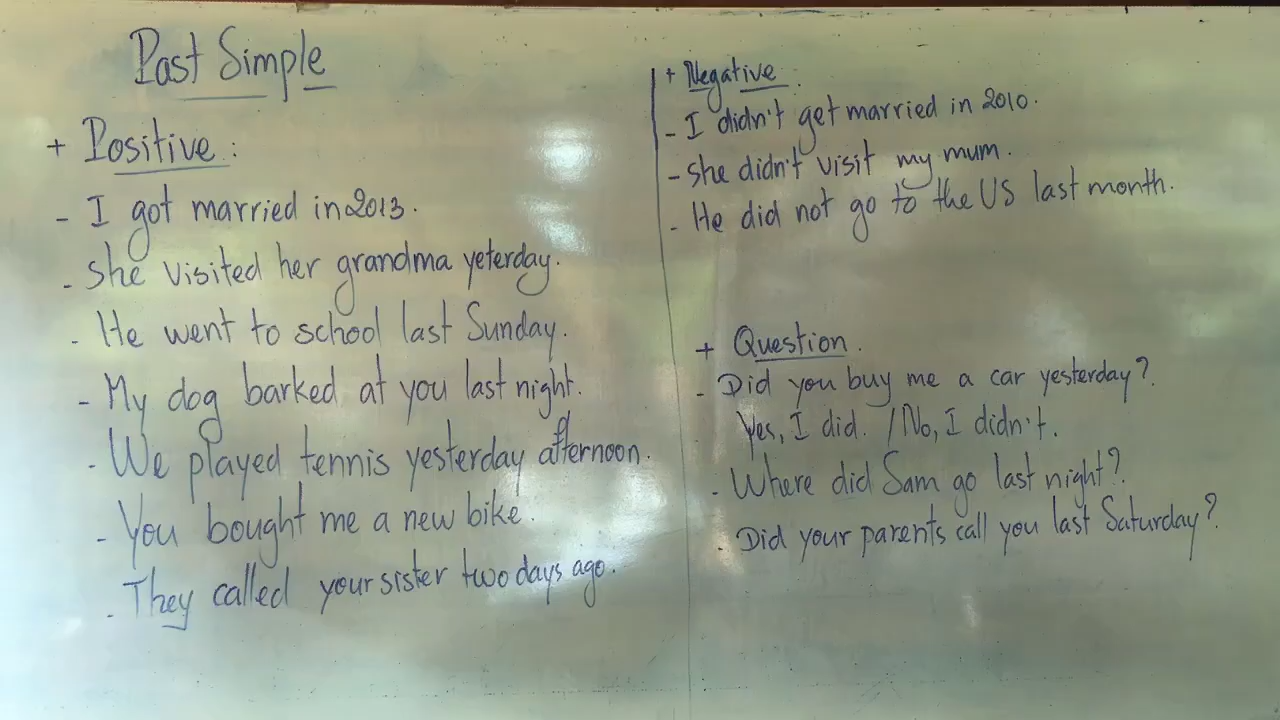 Past Simple
+ Positive :
- I got married in 2013.
- She visited her grandma yeterday.
- He went to school last Sunday.
- My dog barked at you last night.
- We played tennis yesterday afternoon.
- You bought me a new bike.
- They called your sister two days ago.
+ Negative :
- I didn't get married in 2010.
- She didn't visit my mum.
- He did not go to the US last month.
+ Question.
- Did you buy me a car yesterday?
Yes, I did. / No, I didn't.
- Where did Sam go last night?
- Did your parents call you last Saturday?